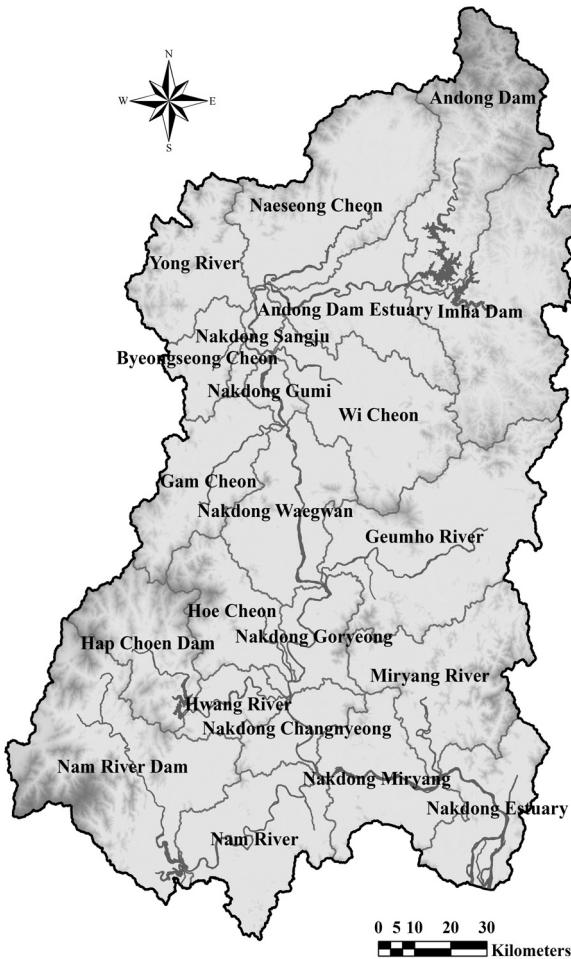 N
Andong Dam
W
E
S
Naeseong Cheon
Yong River
Andong Dam Estuary
Imha Dam
Nakdong Sangju
Byeongseong Cheon
Nakdong Gumi
Wi Cheon
Gam Cheon
Nakdong Waegwan
Geumho River
Hoe Cheon
Nakdong Goryeong
Hap Choen Dam
Miryang River
Hwang River
Nakdong Changnyeong
Nam River Dam
Nakdong Miryang
Nakdong Estuary
Nam River
0 5 10 20 30
Kilometers